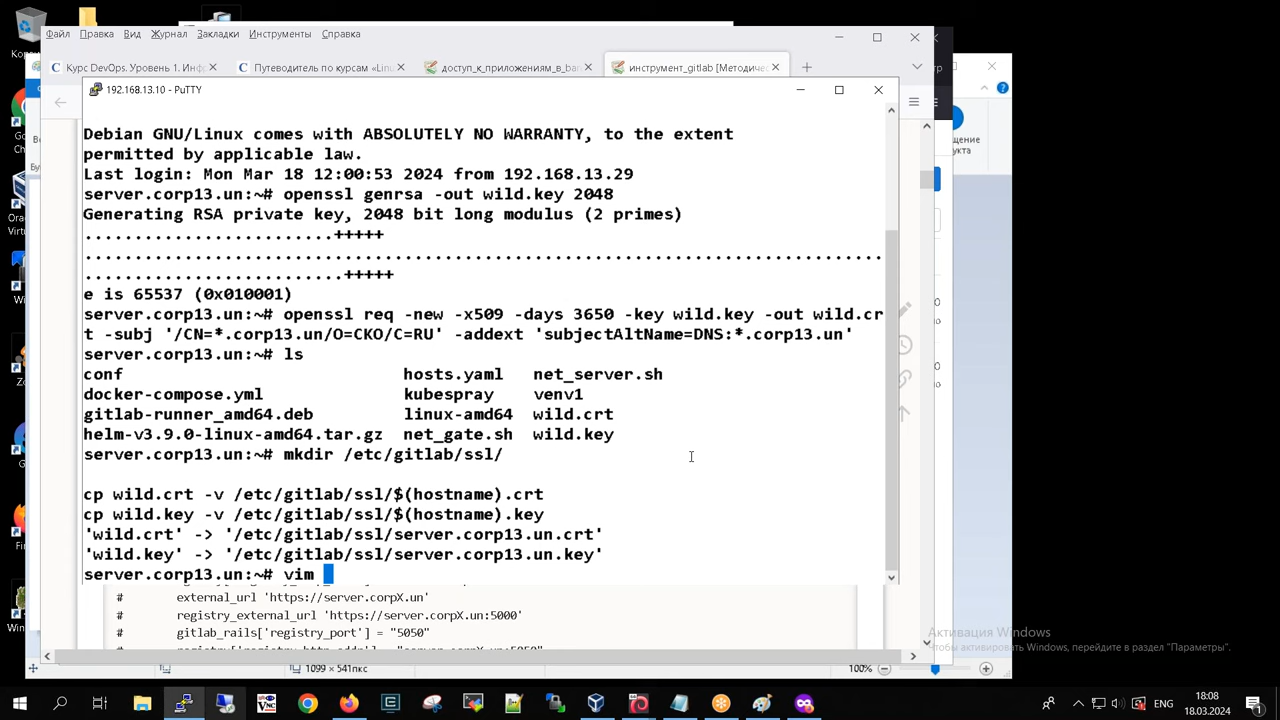 Файл Правка Вид Журнал Закладки Инструменты Справка
Курс DevOps. Уровень 1. Инфр
Путеводитель по курсам «Linu
доступ_к_приложениям_в_bar
инструмент_gitlab [Методичес
192.168.13.10 - PuTTY
Debian GNU/Linux comes with ABSOLUTELY NO WARRANTY, to the extent
permitted by applicable law.
Last login: Mon Mar 18 12:00:53 2024 from 192.168.13.29
server.corp13.un:~# openssl genrsa -out wild.key 2048
Generating RSA private key, 2048 bit long modulus (2 primes)
.........................+++++
................................................................................
..........................+++++
e is 65537 (0x010001)
server.corp13.un:~# openssl req -new -x509 -days 3650 -key wild.key -out wild.cr
t -subj '/CN=*.corp13.un/O=CKO/C=RU' -addext 'subjectAltName=DNS:*.corp13.un'
server.corp13.un:~# ls
conf hosts.yaml net_server.sh
docker-compose.yml kubespray venv1
gitlab-runner_amd64.deb linux-amd64 wild.crt
helm-v3.9.0-linux-amd64.tar.gz net_gate.sh wild.key
server.corp13.un:~# mkdir /etc/gitlab/ssl/
cp wild.crt -v /etc/gitlab/ssl/$(hostname).crt
cp wild.key -v /etc/gitlab/ssl/$(hostname).key
'wild.crt' -> '/etc/gitlab/ssl/server.corp13.un.crt'
'wild.key' -> '/etc/gitlab/ssl/server.corp13.un.key'
server.corp13.un:~# vim
# external_url 'https://server.corpX.un'
# registry_external_url 'https://server.corpX.un:5000'
# gitlab_rails['registry_port'] = "5050"
Активация Windows
Чтобы активировать Windows, перейдите в раздел "Параметры".
1099 × 541пкс
100%
ENG
18:08
18.03.2024